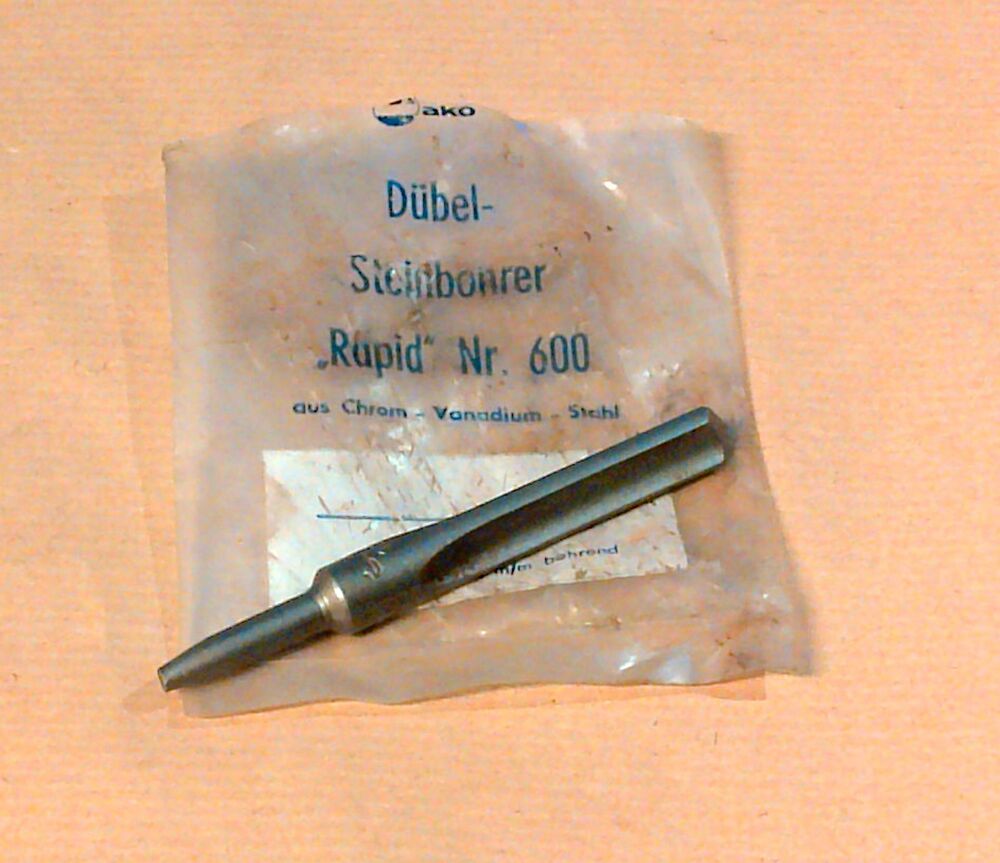 ako
Dübel-
Steinbohrer
„Rapid“ Nr. 600
aus Chrom - Vanadium - Stahl
m/m bohrend